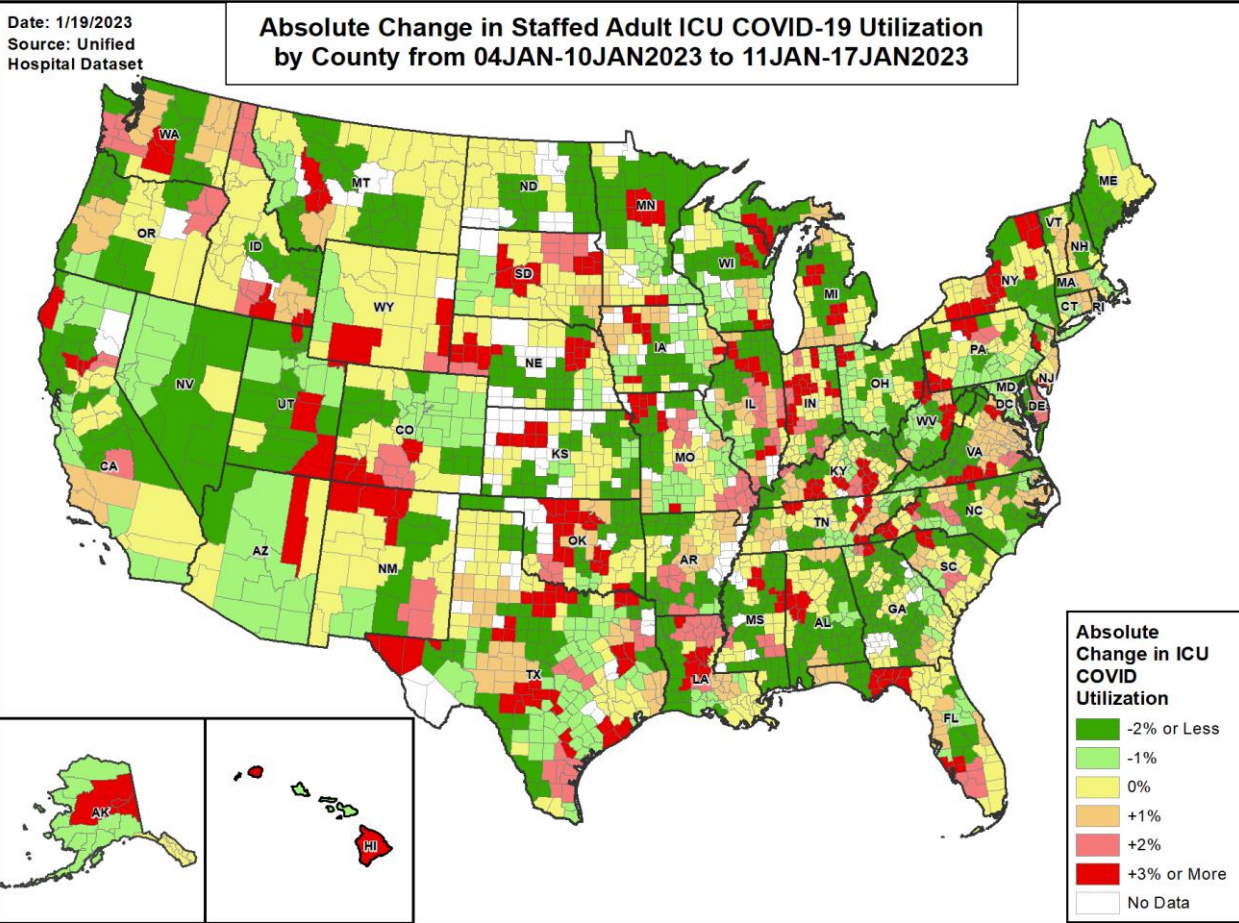 Date: 1/19/2023
Source: Unified
Hospital Dataset
Absolute Change in Staffed Adult ICU COVID-19 Utilization
by County from 04JAN-10JAN2023 to 11JAN-17JAN2023
WA
MT
ND
MN
ME
OR
ID
SD
WI
VT
NH
NY
MA
CT
RI
WY
MI
IA
NE
PA
NV
UT
CO
IL
IN
OH
MD
NJ
DC
DE
WV
VA
CA
KS
MO
KY
AZ
NM
OK
AR
TN
NC
SC
MS
AL
GA
TX
LA
FL
AK
HI
Absolute
Change in ICU
COVID
Utilization
-2% or Less
-1%
0%
+1%
+2%
+3% or More
No Data